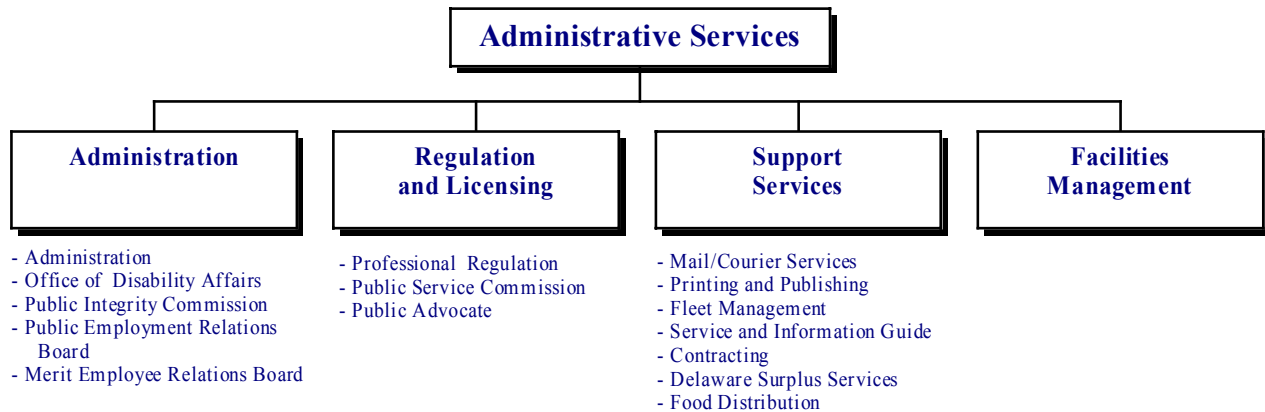 Administrative Services
Administration
Regulation
and Licensing
Support
Services
Facilities
Management
- Administration
- Office of Disability Affairs
- Public Integrity Commission
- Public Employment Relations
Board
- Merit Employee Relations Board
- Professional Regulation
- Public Service Commission
- Public Advocate
- Mail/Courier Services
- Printing and Publishing
- Fleet Management
- Service and Information Guide
- Contracting
- Delaware Surplus Services
- Food Distribution